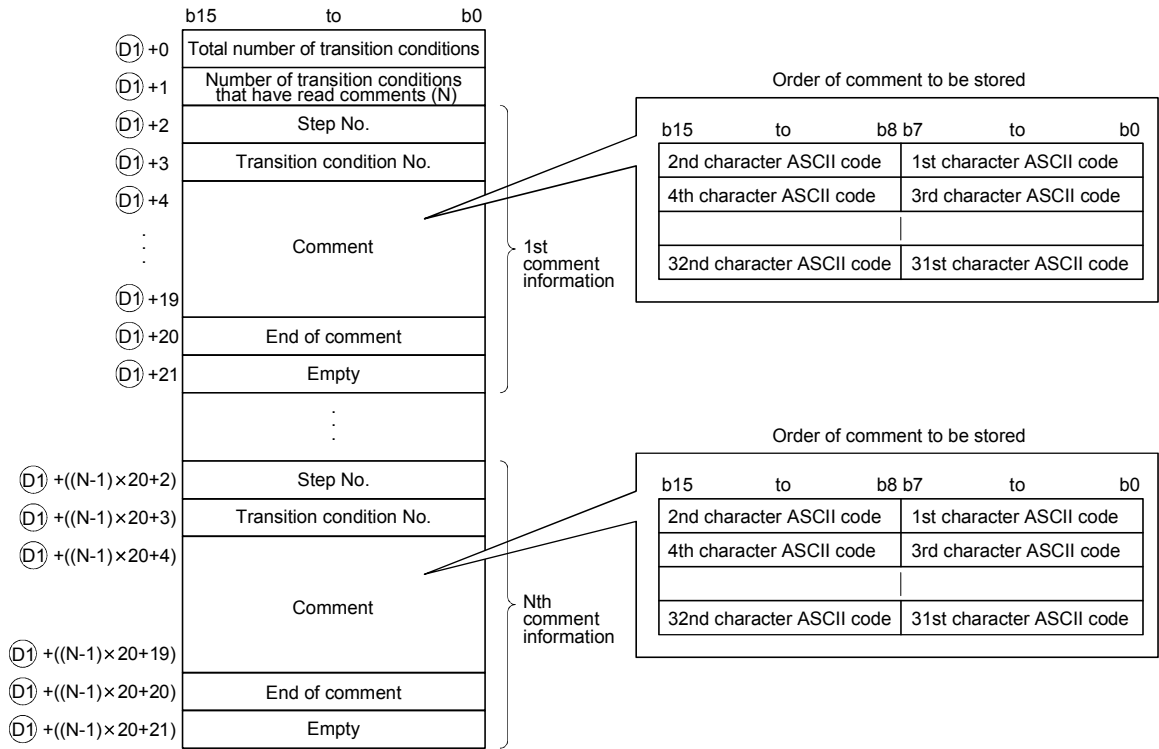 b15 to b0
D1 +0 Total number of transition conditions
D1 +1 Number of transition conditions
that have read comments (N)
D1 +2 Step No.
D1 +3 Transition condition No.
D1 +4
Comment
D1 +19
D1 +20 End of comment
D1 +21 Empty
1st
comment
information
Order of comment to be stored
b15 to b8 b7 to b0
2nd character ASCII code 1st character ASCII code
4th character ASCII code 3rd character ASCII code
32nd character ASCII code 31st character ASCII code
D1 +((N-1)×20+2) Step No.
D1 +((N-1)×20+3) Transition condition No.
D1 +((N-1)×20+4)
Comment
D1 +((N-1)×20+19)
D1 +((N-1)×20+20) End of comment
D1 +((N-1)×20+21) Empty
Nth
comment
information
Order of comment to be stored
b15 to b8 b7 to b0
2nd character ASCII code 1st character ASCII code
4th character ASCII code 3rd character ASCII code
32nd character ASCII code 31st character ASCII code